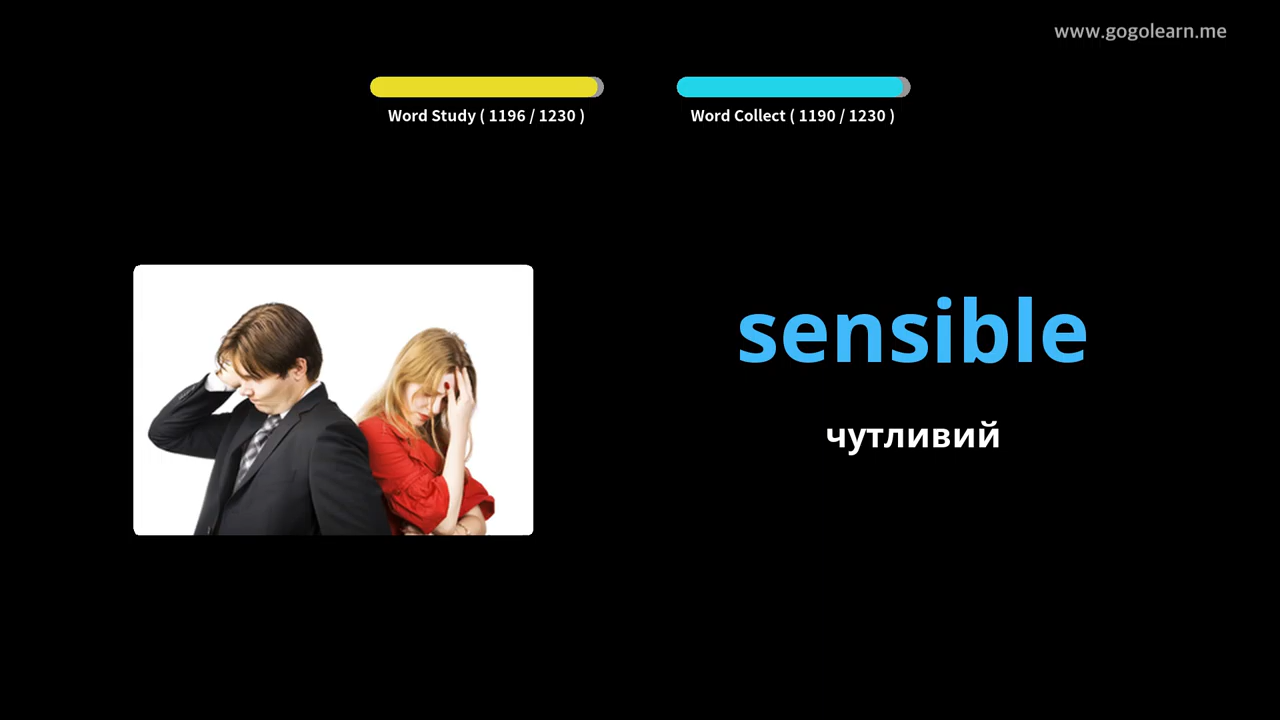 www.gogolearn.me
Word Study ( 1196 / 1230 )
Word Collect ( 1190 / 1230 )
sensible
чутливий